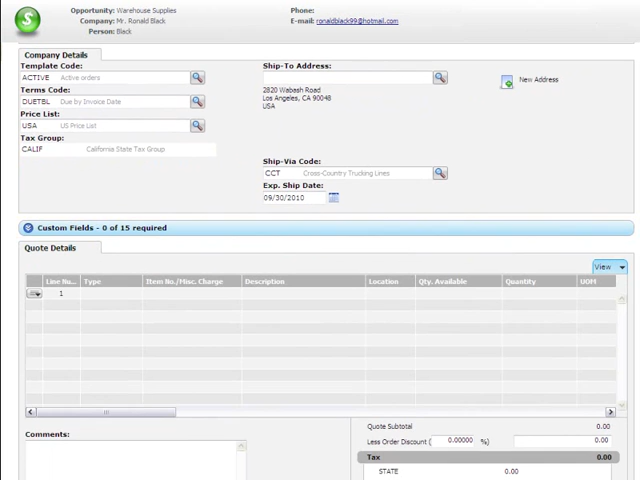 Opportunity: Warehouse Supplies
Phone:
Company: Mr. Ronald Black
E-mail: ronaldblack99@hotmail.com
Person: Black
Company Details
Template Code:
ACTIVE Active orders
Terms Code:
DUETBL Due by Invoice Date
Price List:
USA US Price List
Tax Group:
CALIF California State Tax Group
Ship-To Address:
2820 Wabash Road
Los Angeles, CA 90048
USA
New Address
Ship-Via Code:
CCT Cross-Country Trucking Lines
Exp. Ship Date:
09/30/2010
Custom Fields - 0 of 15 required
Quote Details
View
Line Nu... Type Item No./Misc. Charge Description Location Qty. Available Quantity UOM
1
Comments:
Quote Subtotal 0.00
Less Order Discount ( 0.00000 %) 0.00
Tax 0.00
STATE 0.00